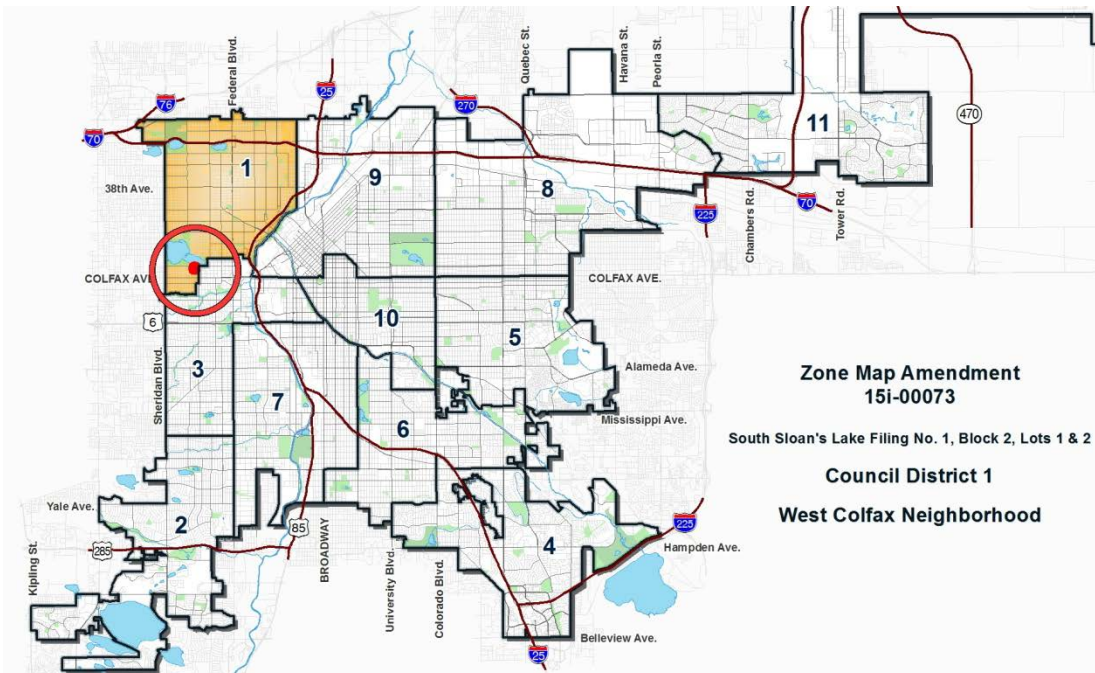 Federal Blvd.
Quebec St.
Havana St.
Peoria St.
76
25
270
70
470
11
1
9
8
38th Ave.
225
Chambers Rd.
70
Tower Rd.
COLFAX AVE
COLFAX AVE.
6
10
5
3
Sheridan Blvd.
7
Alameda Ave.
Mississippi Ave.
6
Zone Map Amendment
15i-00073
South Sloan's Lake Filing No. 1, Block 2, Lots 1 & 2
Council District 1
West Colfax Neighborhood
Yale Ave.
2
85
BROADWAY
University Blvd.
Colorado Blvd.
4
225
Hampden Ave.
285
Kipling St.
Belleview Ave.
25